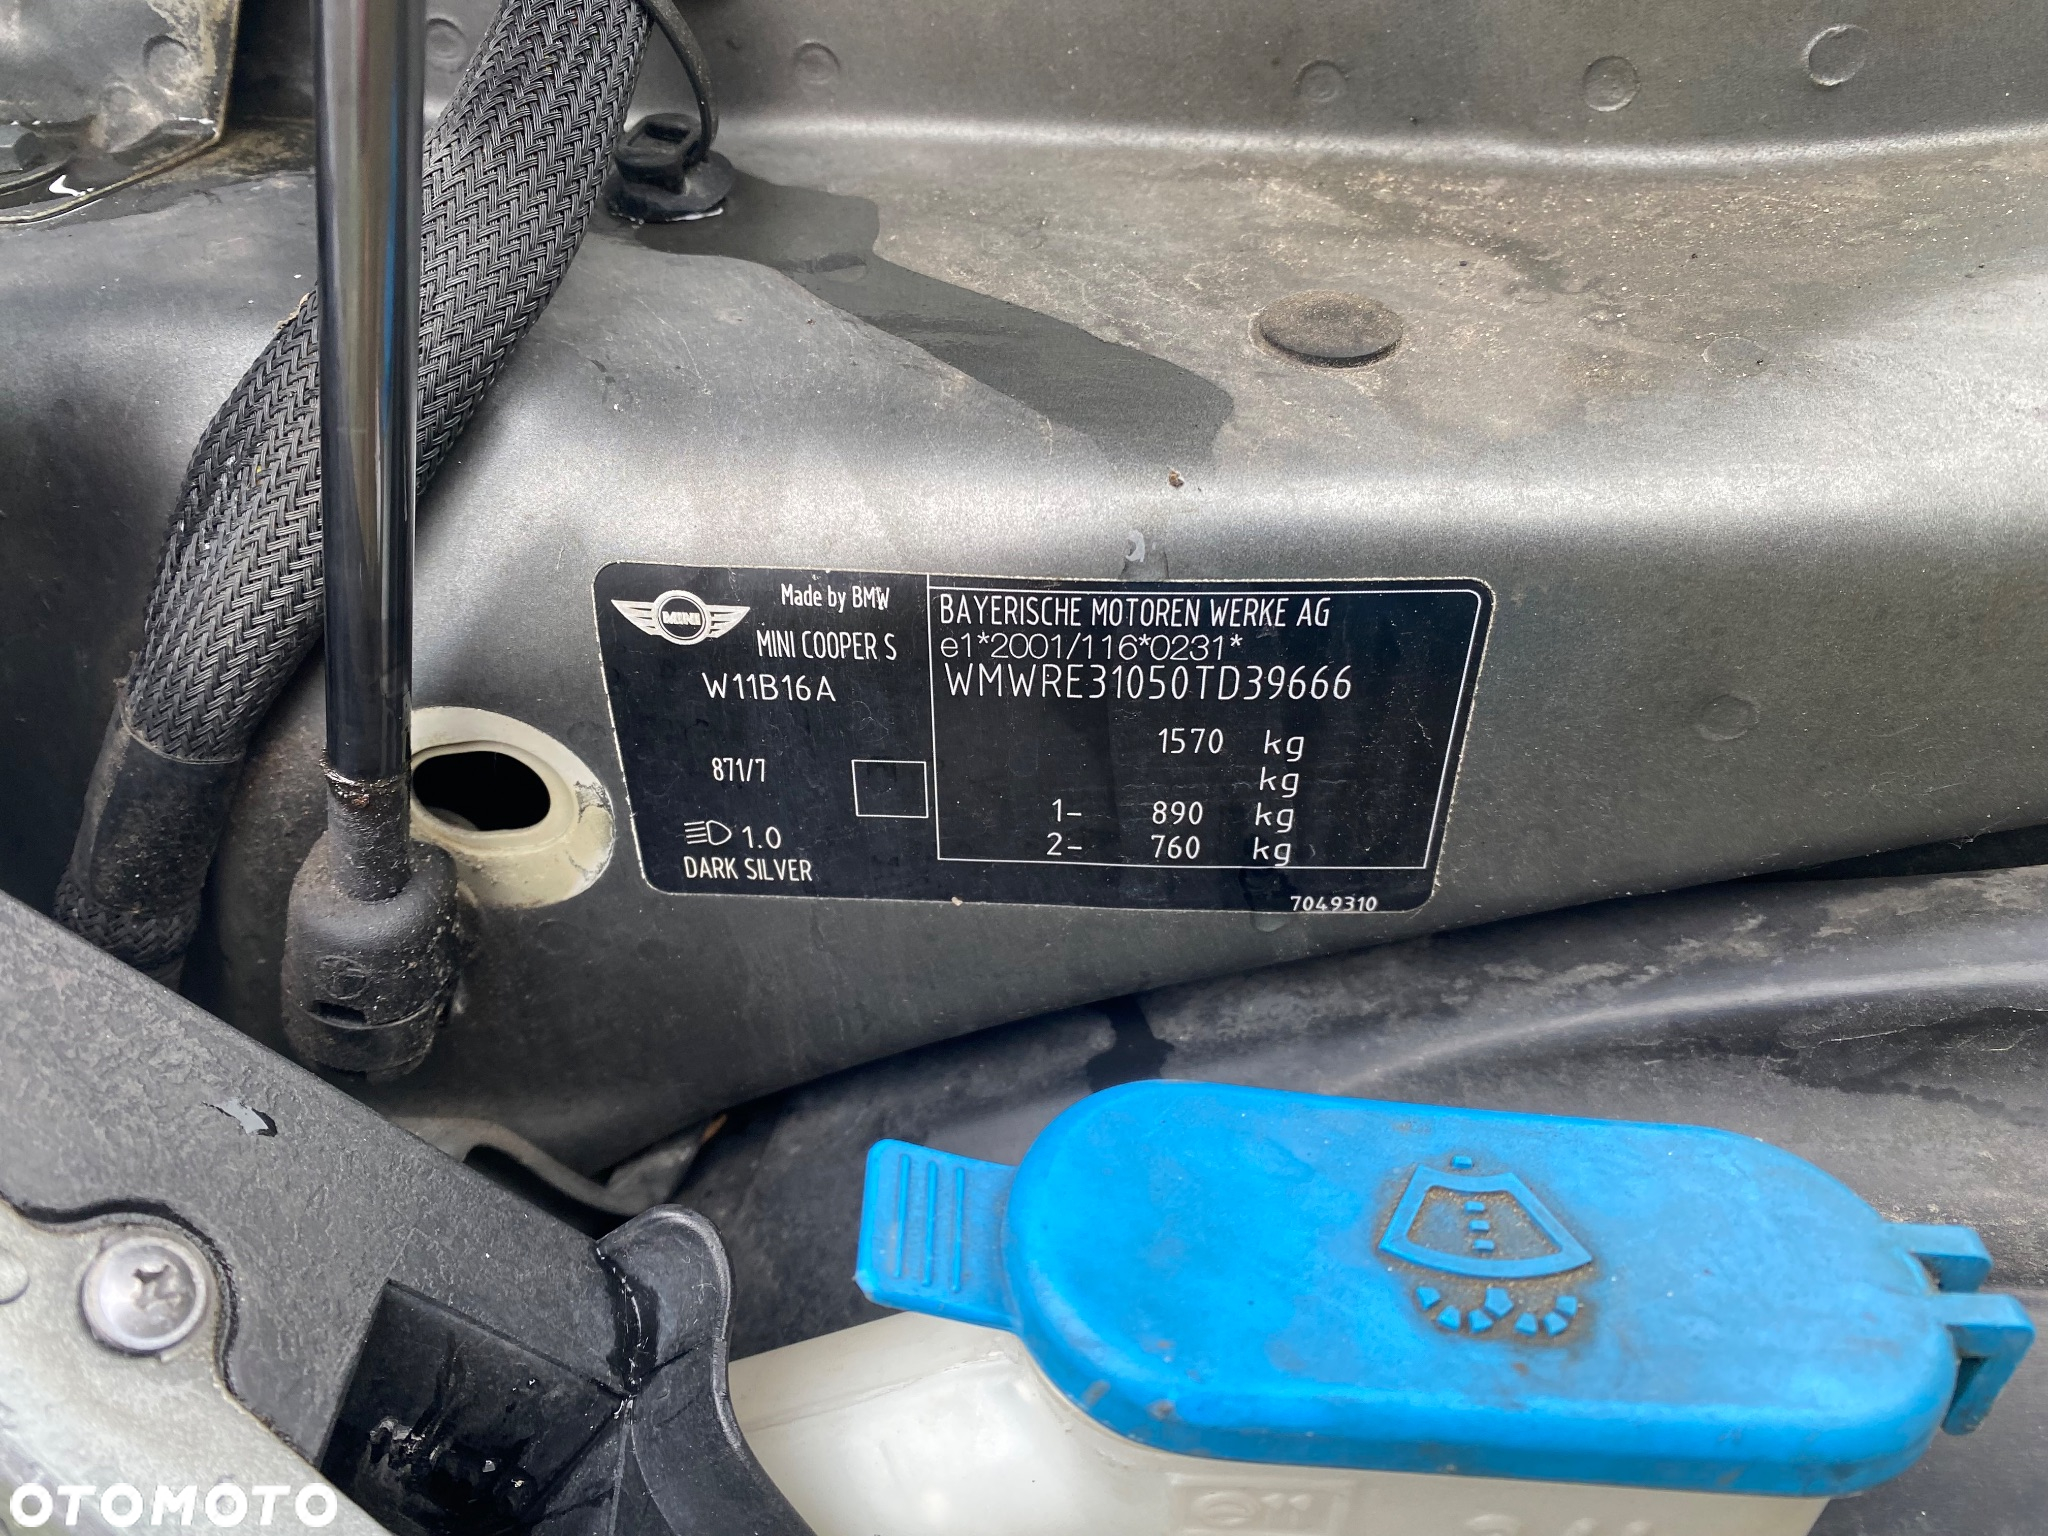 MINI
Made by BMW
MINI COOPER S
W11B16A
871/7
1.0
DARK SILVER
BAYERISCHE MOTOREN WERKE AG
e1*2001/116*0231*
WMWRE31050TD39666
1570 kg
kg
1- 890 kg
2- 760 kg
7049310
OTOMOTO